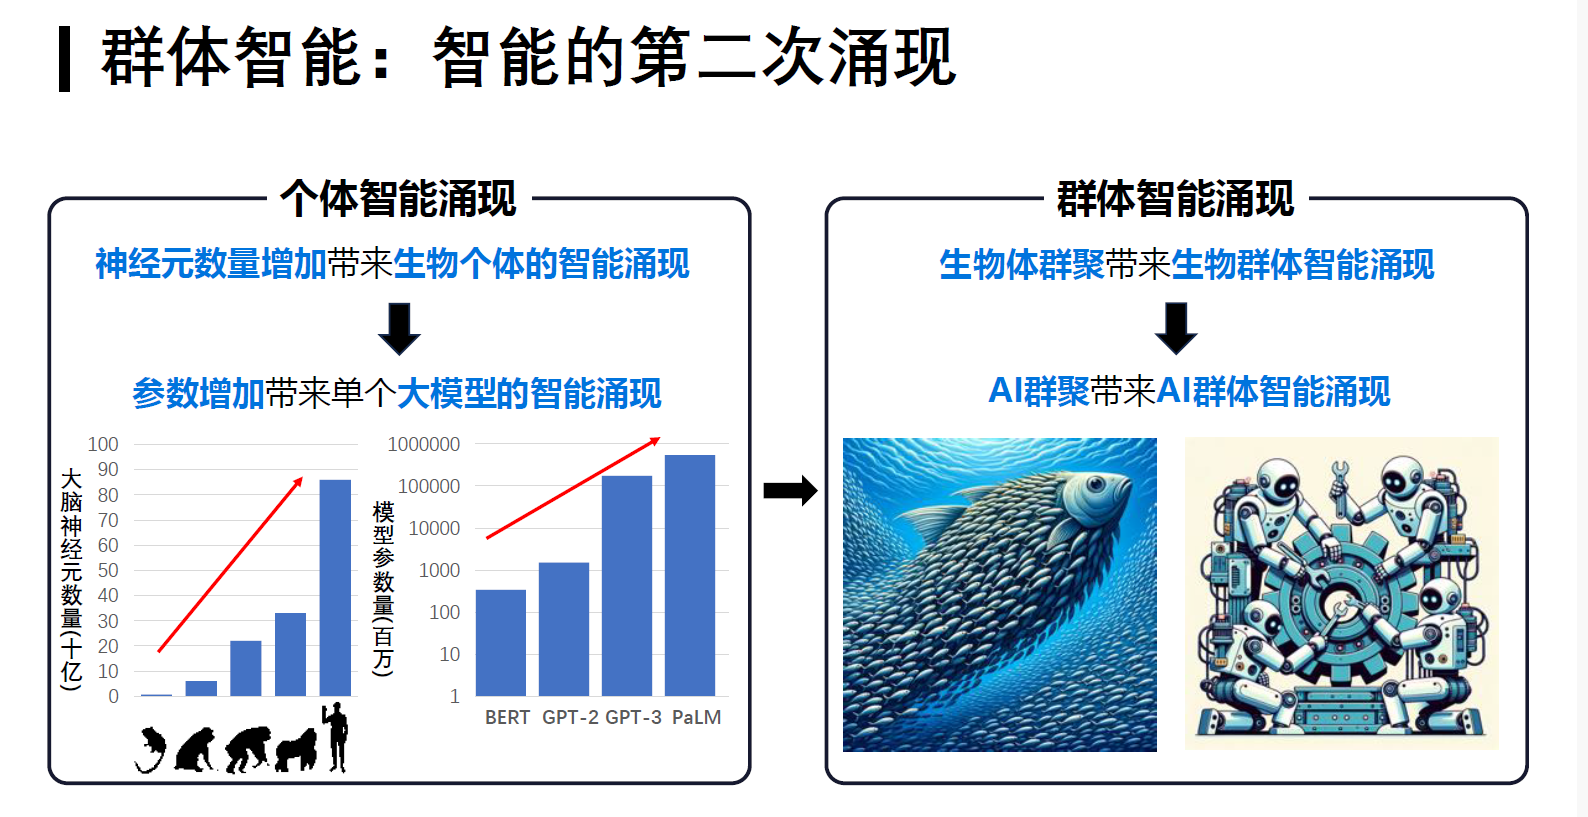 群体智能：智能的第二次涌现
个体智能涌现
神经元数量增加带来生物个体的智能涌现
参数增加带来单个大模型的智能涌现
大脑神经元数量(十亿)
100
90
80
70
60
50
40
30
20
10
0
模型参数量(百万)
1000000
100000
10000
1000
100
10
1
BERT GPT-2 GPT-3 PaLM
群体智能涌现
生物体群聚带来生物群体智能涌现
AI群聚带来AI群体智能涌现